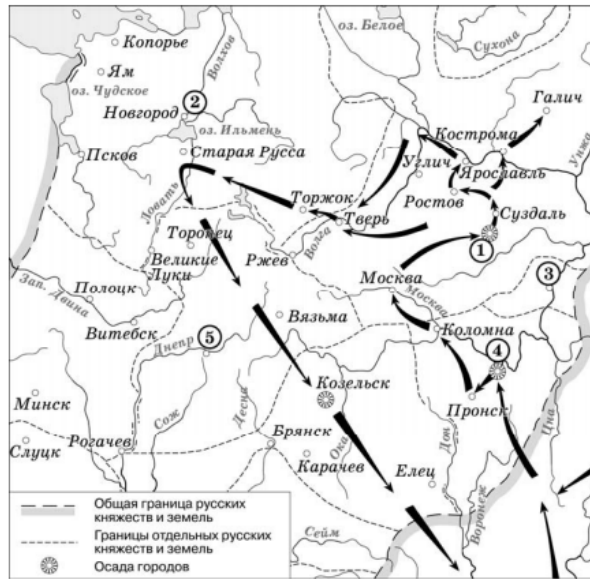 оз. Белое
Сухона
Копорье
Волхов
Ям
оз. Чудское
Новгород
2
Галич
оз. Ильмень
Кострома
Унжа
Псков
Старая Русса
Углич
Ярославль
Ловать
Торжок
Ростов
Тверь
Суздаль
Торопец
Волга
1
Великие
Луки
Ржев
Москва
3
Зап. Двина
Полоцк
Москва
Витебск
5
Вязьма
Коломна
4
Днепр
Козельск
Минск
Сож
Десна
Пронск
Цна
Слуцк
Рогачев
Брянск
Ока
Дон
Карачев
Елец
Воронеж
Сейм
Общая граница русских
княжеств и земель
Границы отдельных русских
княжеств и земель
Осада городов